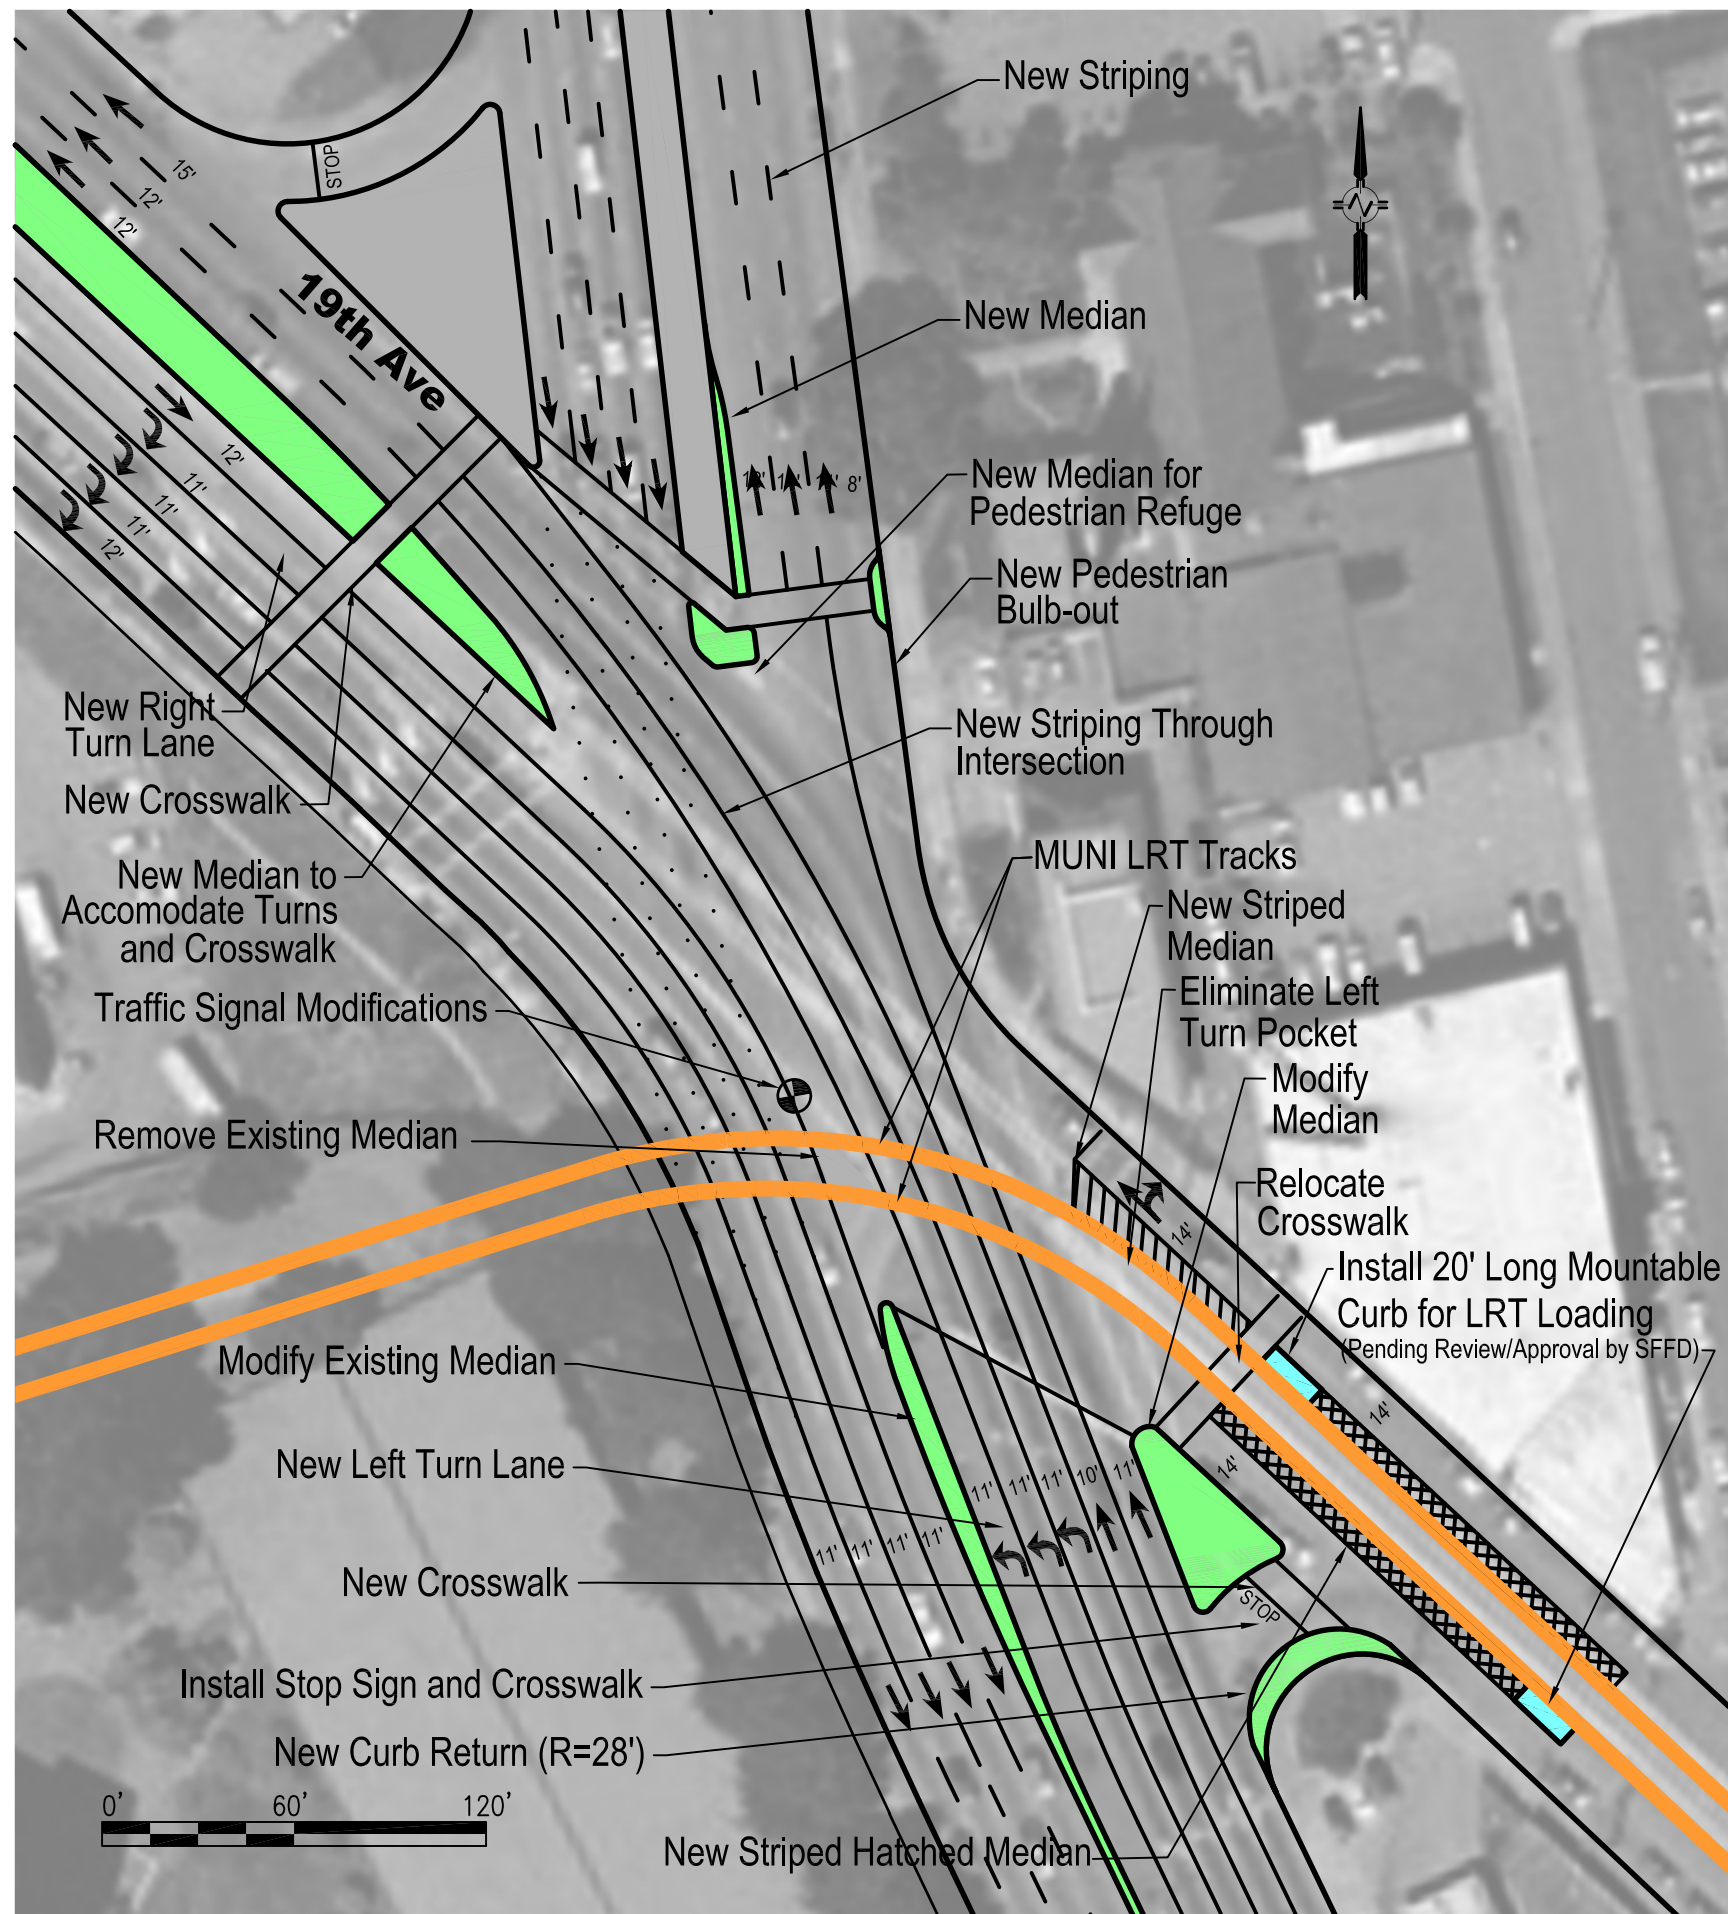 New Striping
STOP
15'
12'
12'
19th Ave
New Median
New Median for
Pedestrian Refuge
8'
12'
11'
11'
11'
12'
New Pedestrian
Bulb-out
New Right
Turn Lane
New Striping Through
Intersection
New Crosswalk
MUNI LRT Tracks
New Median to
Accomodate Turns
and Crosswalk
New Striped
Median
Eliminate Left
Turn Pocket
Traffic Signal Modifications
Modify
Median
Remove Existing Median
Relocate
Crosswalk
14'
Install 20' Long Mountable
Curb for LRT Loading
(Pending Review/Approval by SFFD)
Modify Existing Median
14'
New Left Turn Lane
11' 11' 11' 10' 11'
14'
11' 11' 11' 11'
New Crosswalk
STOP
Install Stop Sign and Crosswalk
New Curb Return (R=28')
0' 60' 120'
New Striped Hatched Median